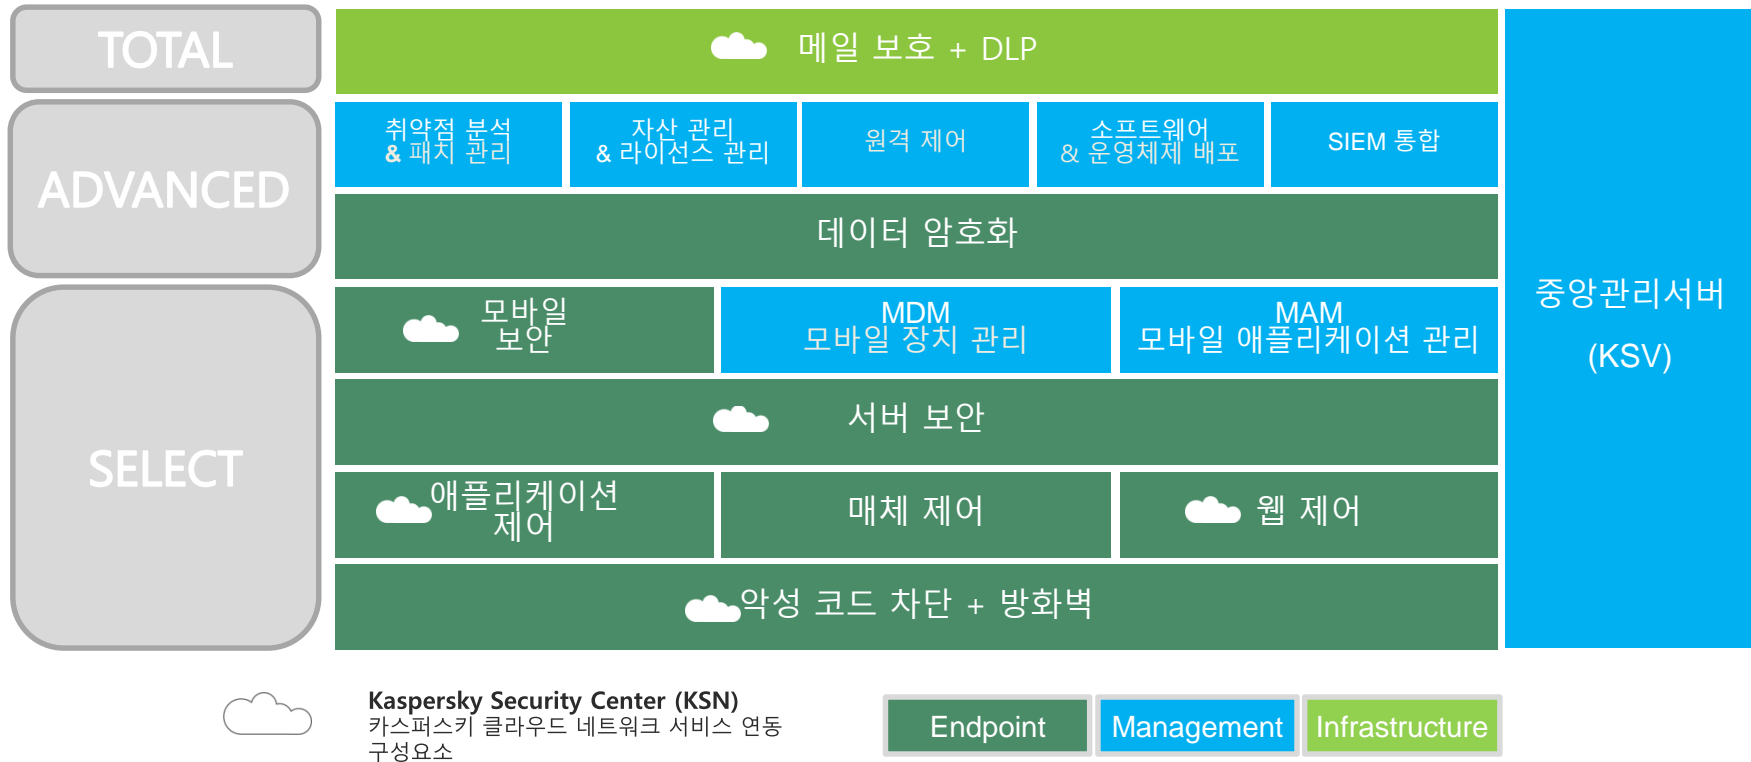 TOTAL
메일 보호 + DLP
ADVANCED
취약점 분석
& 패치 관리
자산 관리
& 라이선스 관리
원격 제어
소프트웨어
& 운영체제 배포
SIEM 통합
데이터 암호화
SELECT
모바일
보안
MDM
모바일 장치 관리
MAM
모바일 애플리케이션 관리
서버 보안
애플리케이션
제어
매체 제어
웹 제어
악성 코드 차단 + 방화벽
중앙관리서버
(KSV)
Kaspersky Security Center (KSN)
카스퍼스키 클라우드 네트워크 서비스 연동
구성요소
Endpoint
Management
Infrastructure